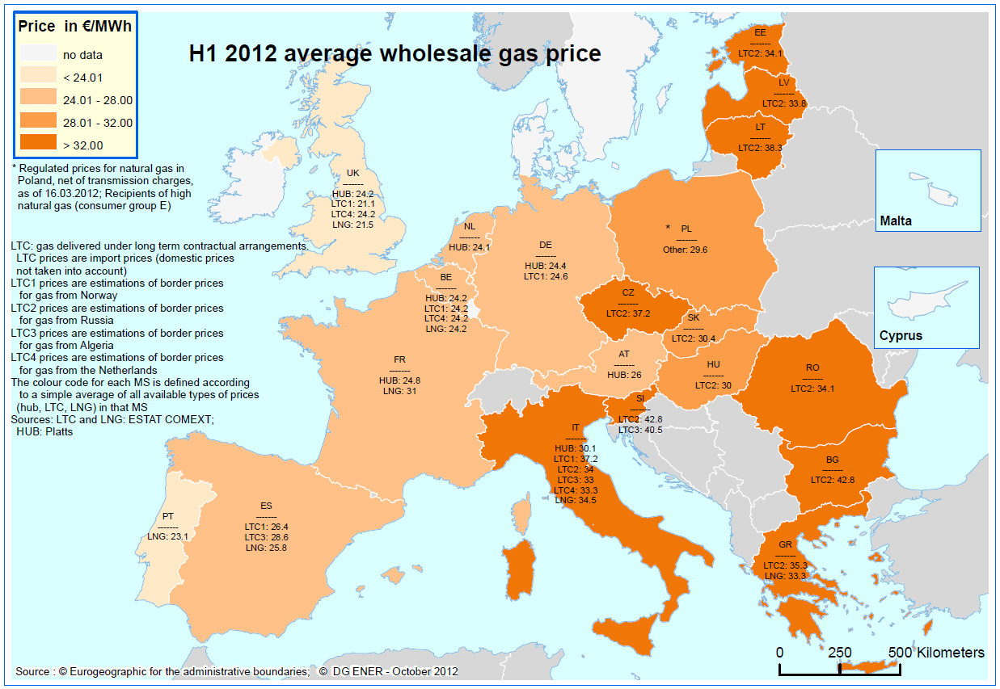 Price in €/MWh
no data
< 24.01
24.01 - 28.00
28.01 - 32.00
> 32.00
H1 2012 average wholesale gas price
* Regulated prices for natural gas in
Poland, net of transmission charges,
as of 16.03.2012; Recipients of high
natural gas (consumer group E)
LTC: gas delivered under long term contractual arrangements.
LTC prices are import prices (domestic prices
not taken into account)
LTC1 prices are estimations of border prices
for gas from Norway
LTC2 prices are estimations of border prices
for gas from Russia
LTC3 prices are estimations of border prices
for gas from Algeria
LTC4 prices are estimations of border prices
for gas from the Netherlands
The colour code for each MS is defined according
to a simple average of all available types of prices
(hub, LTC, LNG) in that MS
Sources: LTC and LNG: ESTAT COMEXT;
HUB: Platts
EE
-------
LTC2: 34.1
LV
-------
LTC2: 33.8
LT
-------
LTC2: 38.3
UK
-------
HUB: 24.2
LTC1: 21.1
LTC4: 24.2
LNG: 21.5
NL
-------
HUB: 24.1
DE
-------
HUB: 24.4
LTC1: 24.6
* PL
-------
Other: 29.6
BE
-------
HUB: 24.2
LTC1: 24.2
LTC4: 24.2
LNG: 24.2
CZ
-------
LTC2: 37.2
SK
-------
LTC2: 30.4
FR
-------
HUB: 24.8
LNG: 31
AT
-------
HUB: 26
HU
-------
LTC2: 30
RO
-------
LTC2: 34.1
SI
-------
LTC2: 42.8
LTC3: 40.5
IT
-------
HUB: 30.1
LTC1: 37.2
LTC2: 34
LTC3: 33
LTC4: 33.3
LNG: 34.5
BG
-------
LTC2: 42.8
PT
-------
LNG: 23.1
ES
-------
LTC1: 26.4
LTC3: 28.6
LNG: 25.8
GR
-------
LTC2: 35.3
LNG: 33.3
Malta
Cyprus
0 250 500 Kilometers
Source : © Eurogeographic for the administrative boundaries; © DG ENER - October 2012